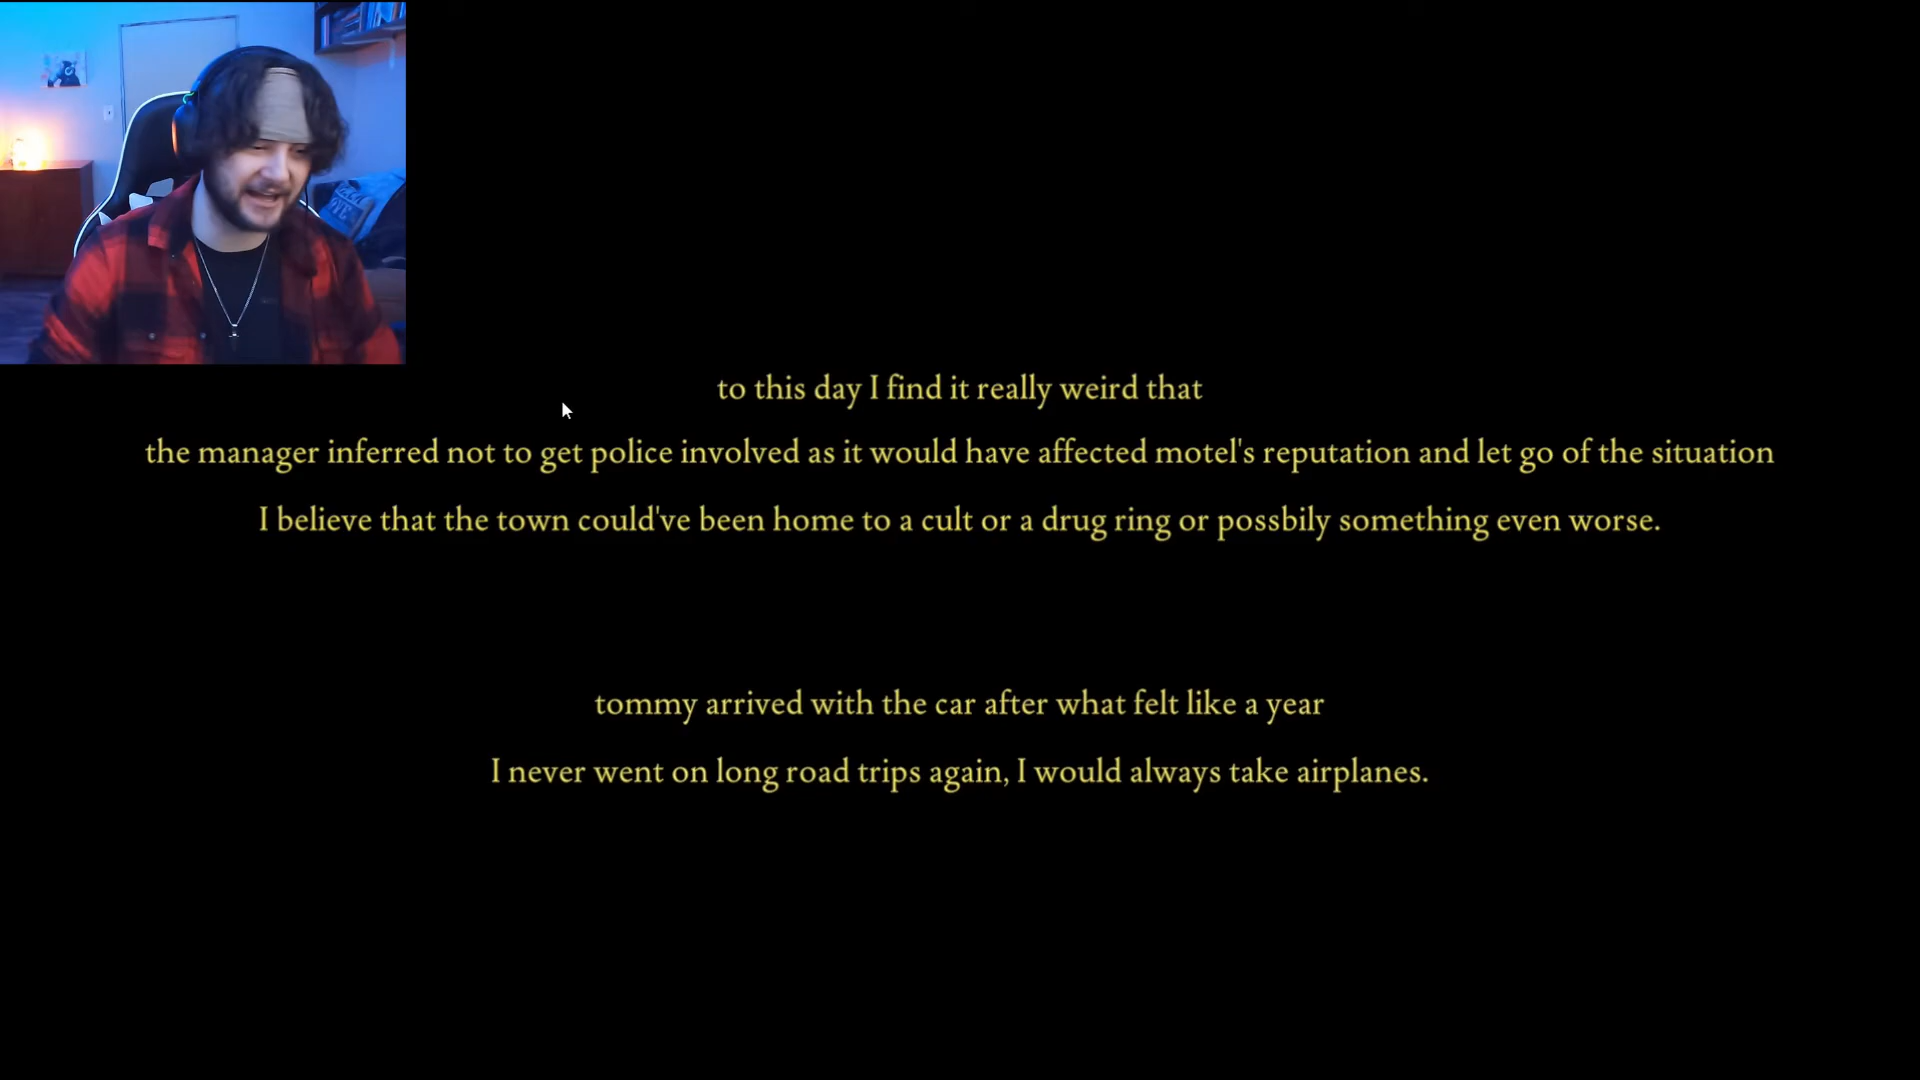 to this day I find it really weird that
the manager inferred not to get police involved as it would have affected motel's reputation and let go of the situation
I believe that the town could've been home to a cult or a drug ring or possbily something even worse.
tommy arrived with the car after what felt like a year
I never went on long road trips again, I would always take airplanes.